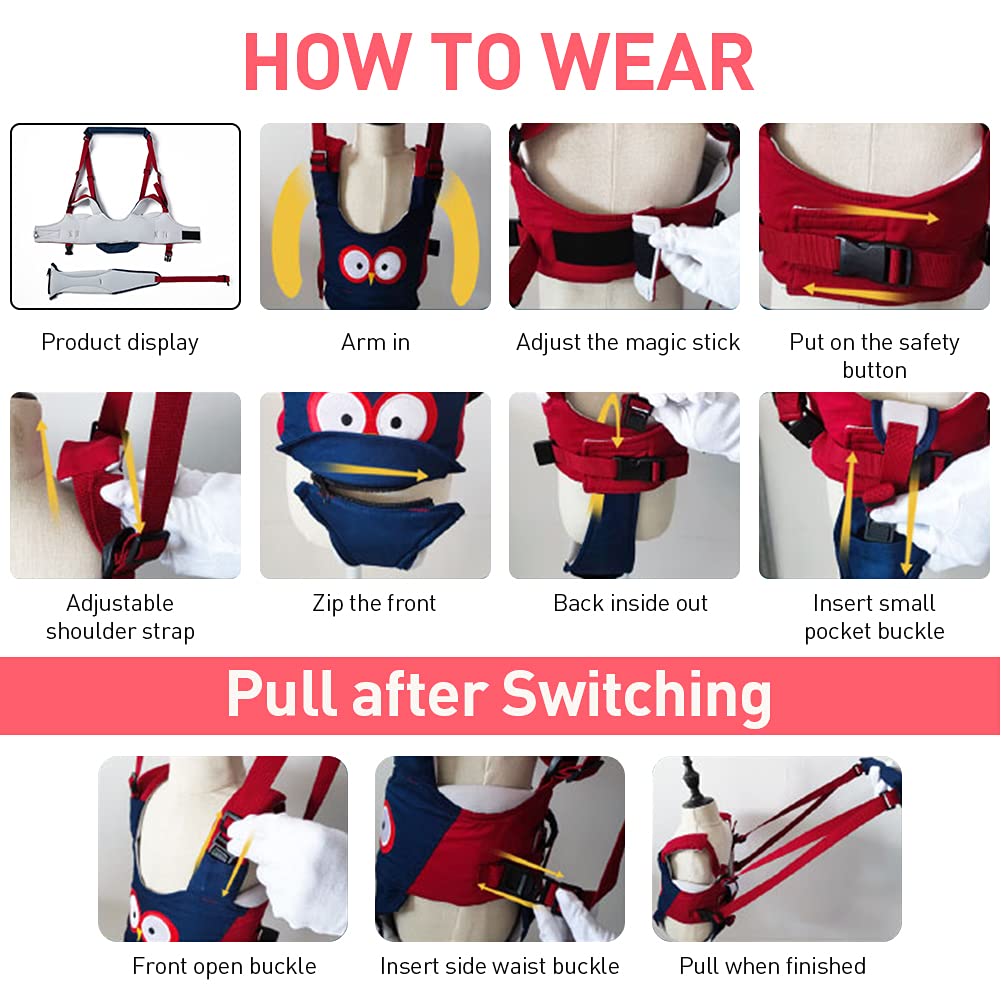 HOW TO WEAR
Product display
Arm in
Adjust the magic stick
Put on the safety
button
Adjustable
shoulder strap
Zip the front
Back inside out
Insert small
pocket buckle
Pull after Switching
Front open buckle
Insert side waist buckle
Pull when finished